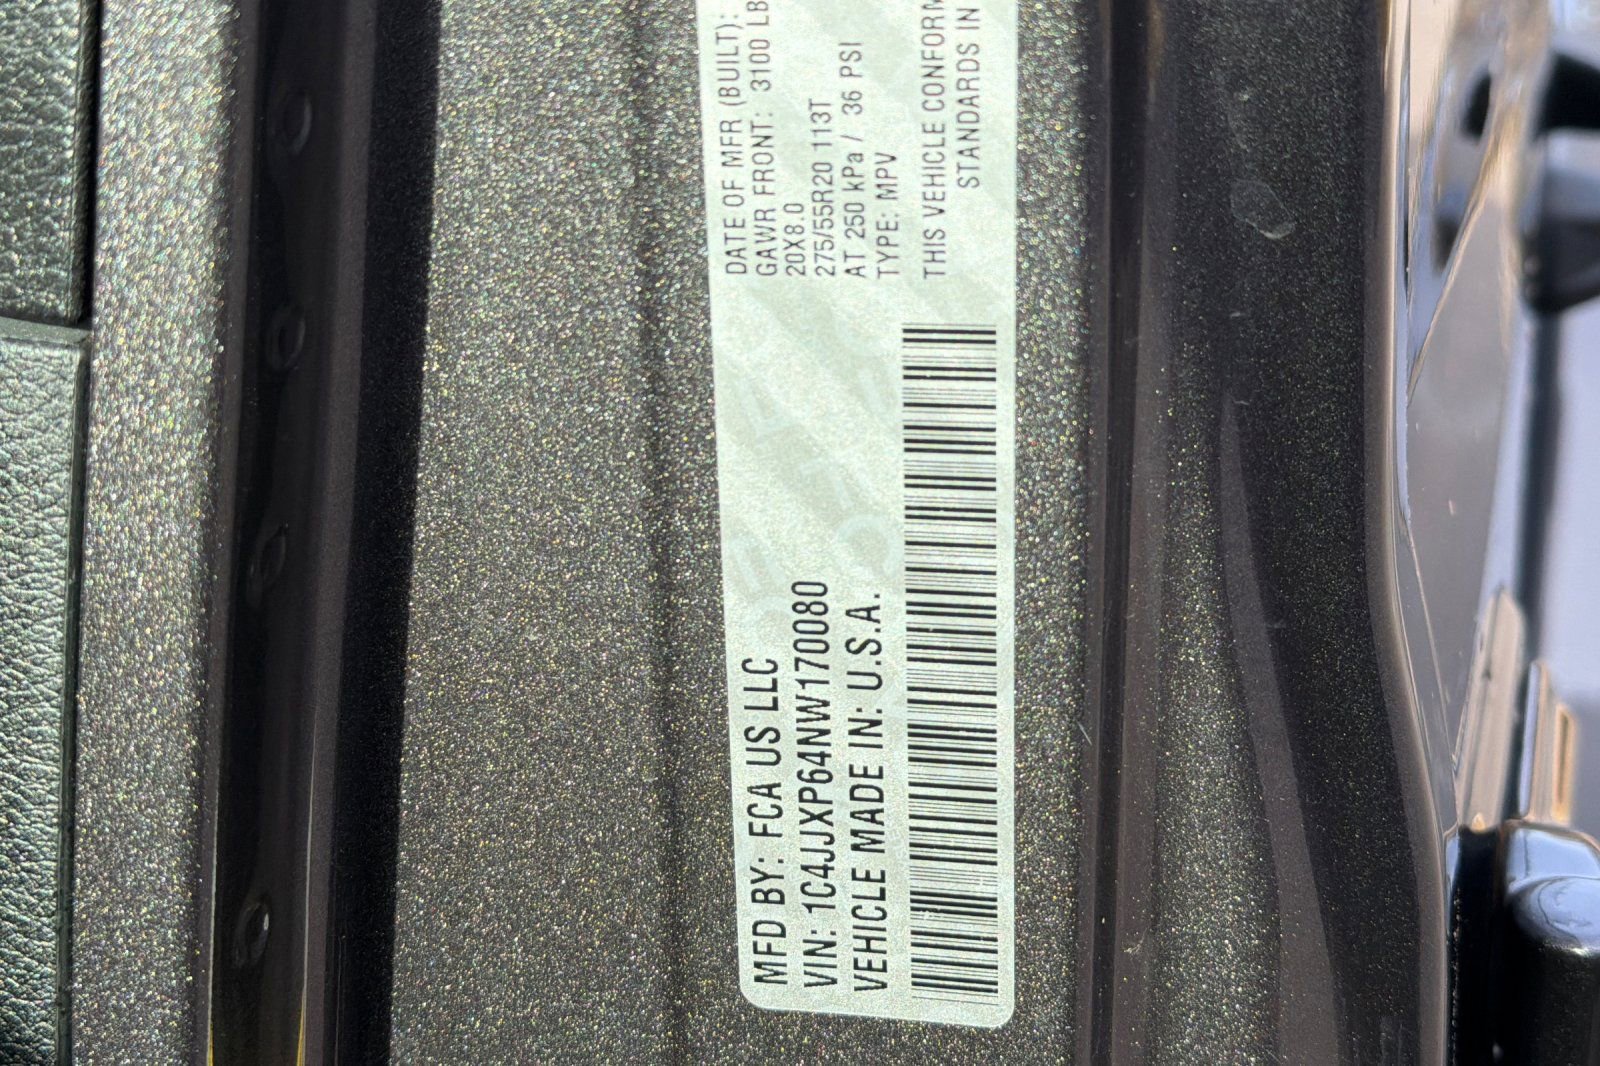 MFD BY: FCA US LLC
VIN: 1C4JJXP64NW170080
VEHICLE MADE IN: U.S.A.
DATE OF MFR (BUILT):
GAWR FRONT: 3100 LB
20X8.0
275/55R20 113T
AT 250 kPa / 36 PSI
TYPE: MPV
THIS VEHICLE CONFORM
STANDARDS IN